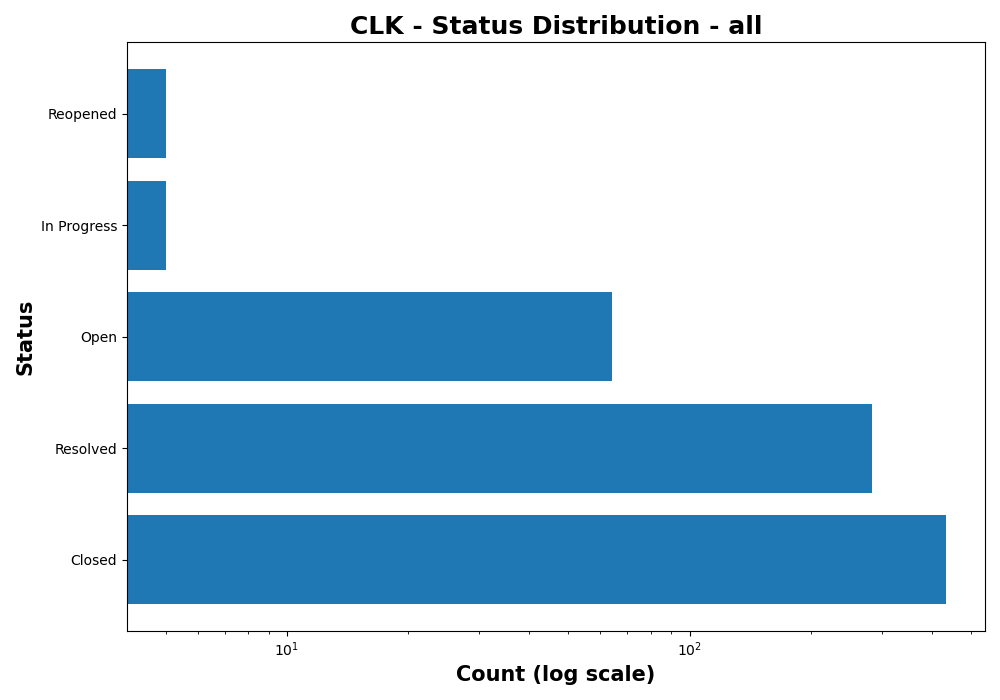 CLK - Status Distribution - all
Status
Reopened
In Progress
Open
Resolved
Closed
10¹ 10²
Count (log scale)